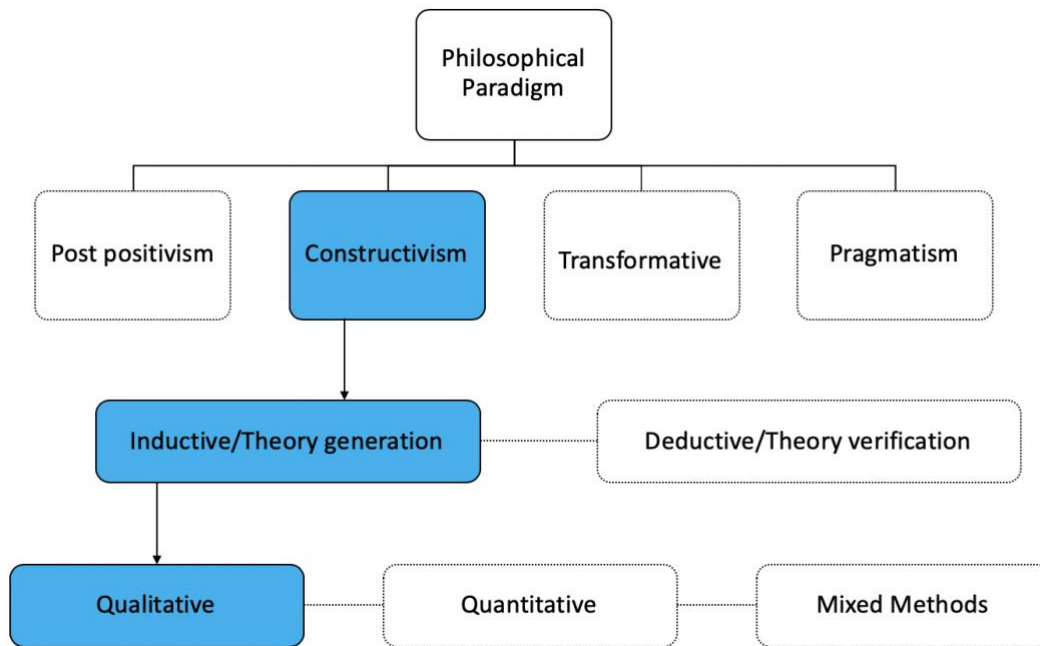 Philosophical
Paradigm
Post positivism
Constructivism
Transformative
Pragmatism
Inductive/Theory generation
Deductive/Theory verification
Qualitative
Quantitative
Mixed Methods